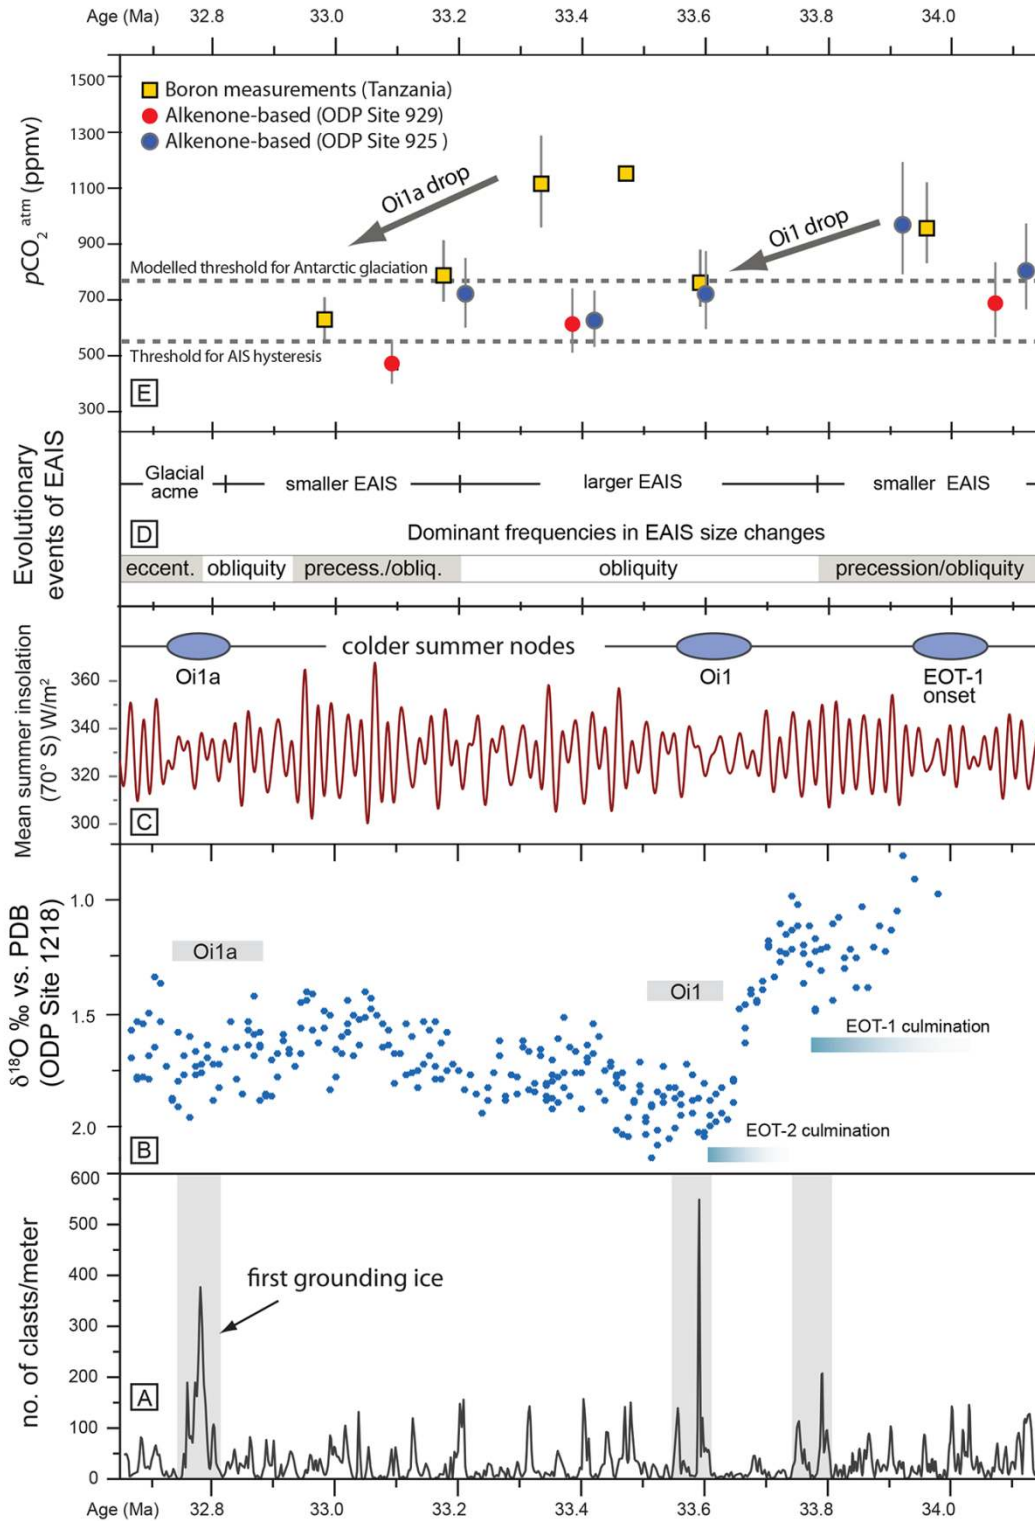 Age (Ma) 32.8 33.0 33.2 33.4 33.6 33.8 34.0
pCO₂ ᵃᵗᵐ (ppmv)
1500
1300
1100
900
700
500
300
Boron measurements (Tanzania)
Alkenone-based (ODP Site 929)
Alkenone-based (ODP Site 925 )
Oi1a drop
Oi1 drop
Modelled threshold for Antarctic glaciation
Threshold for AIS hysteresis
E
Evolutionary
events of EAIS
Glacial
acme
smaller EAIS
larger EAIS
smaller EAIS
D
Dominant frequencies in EAIS size changes
eccent. obliquity precess./obliq. obliquity precession/obliquity
Mean summer insolation
(70° S) W/m²
360
340
320
300
colder summer nodes
Oi1a
Oi1
EOT-1
onset
C
δ¹⁸O ‰ vs. PDB
(ODP Site 1218)
1.0
1.5
2.0
Oi1a
Oi1
EOT-1 culmination
EOT-2 culmination
B
no. of clasts/meter
600
500
400
300
200
100
0
first grounding ice
A
Age (Ma) 32.8 33.0 33.2 33.4 33.6 33.8 34.0